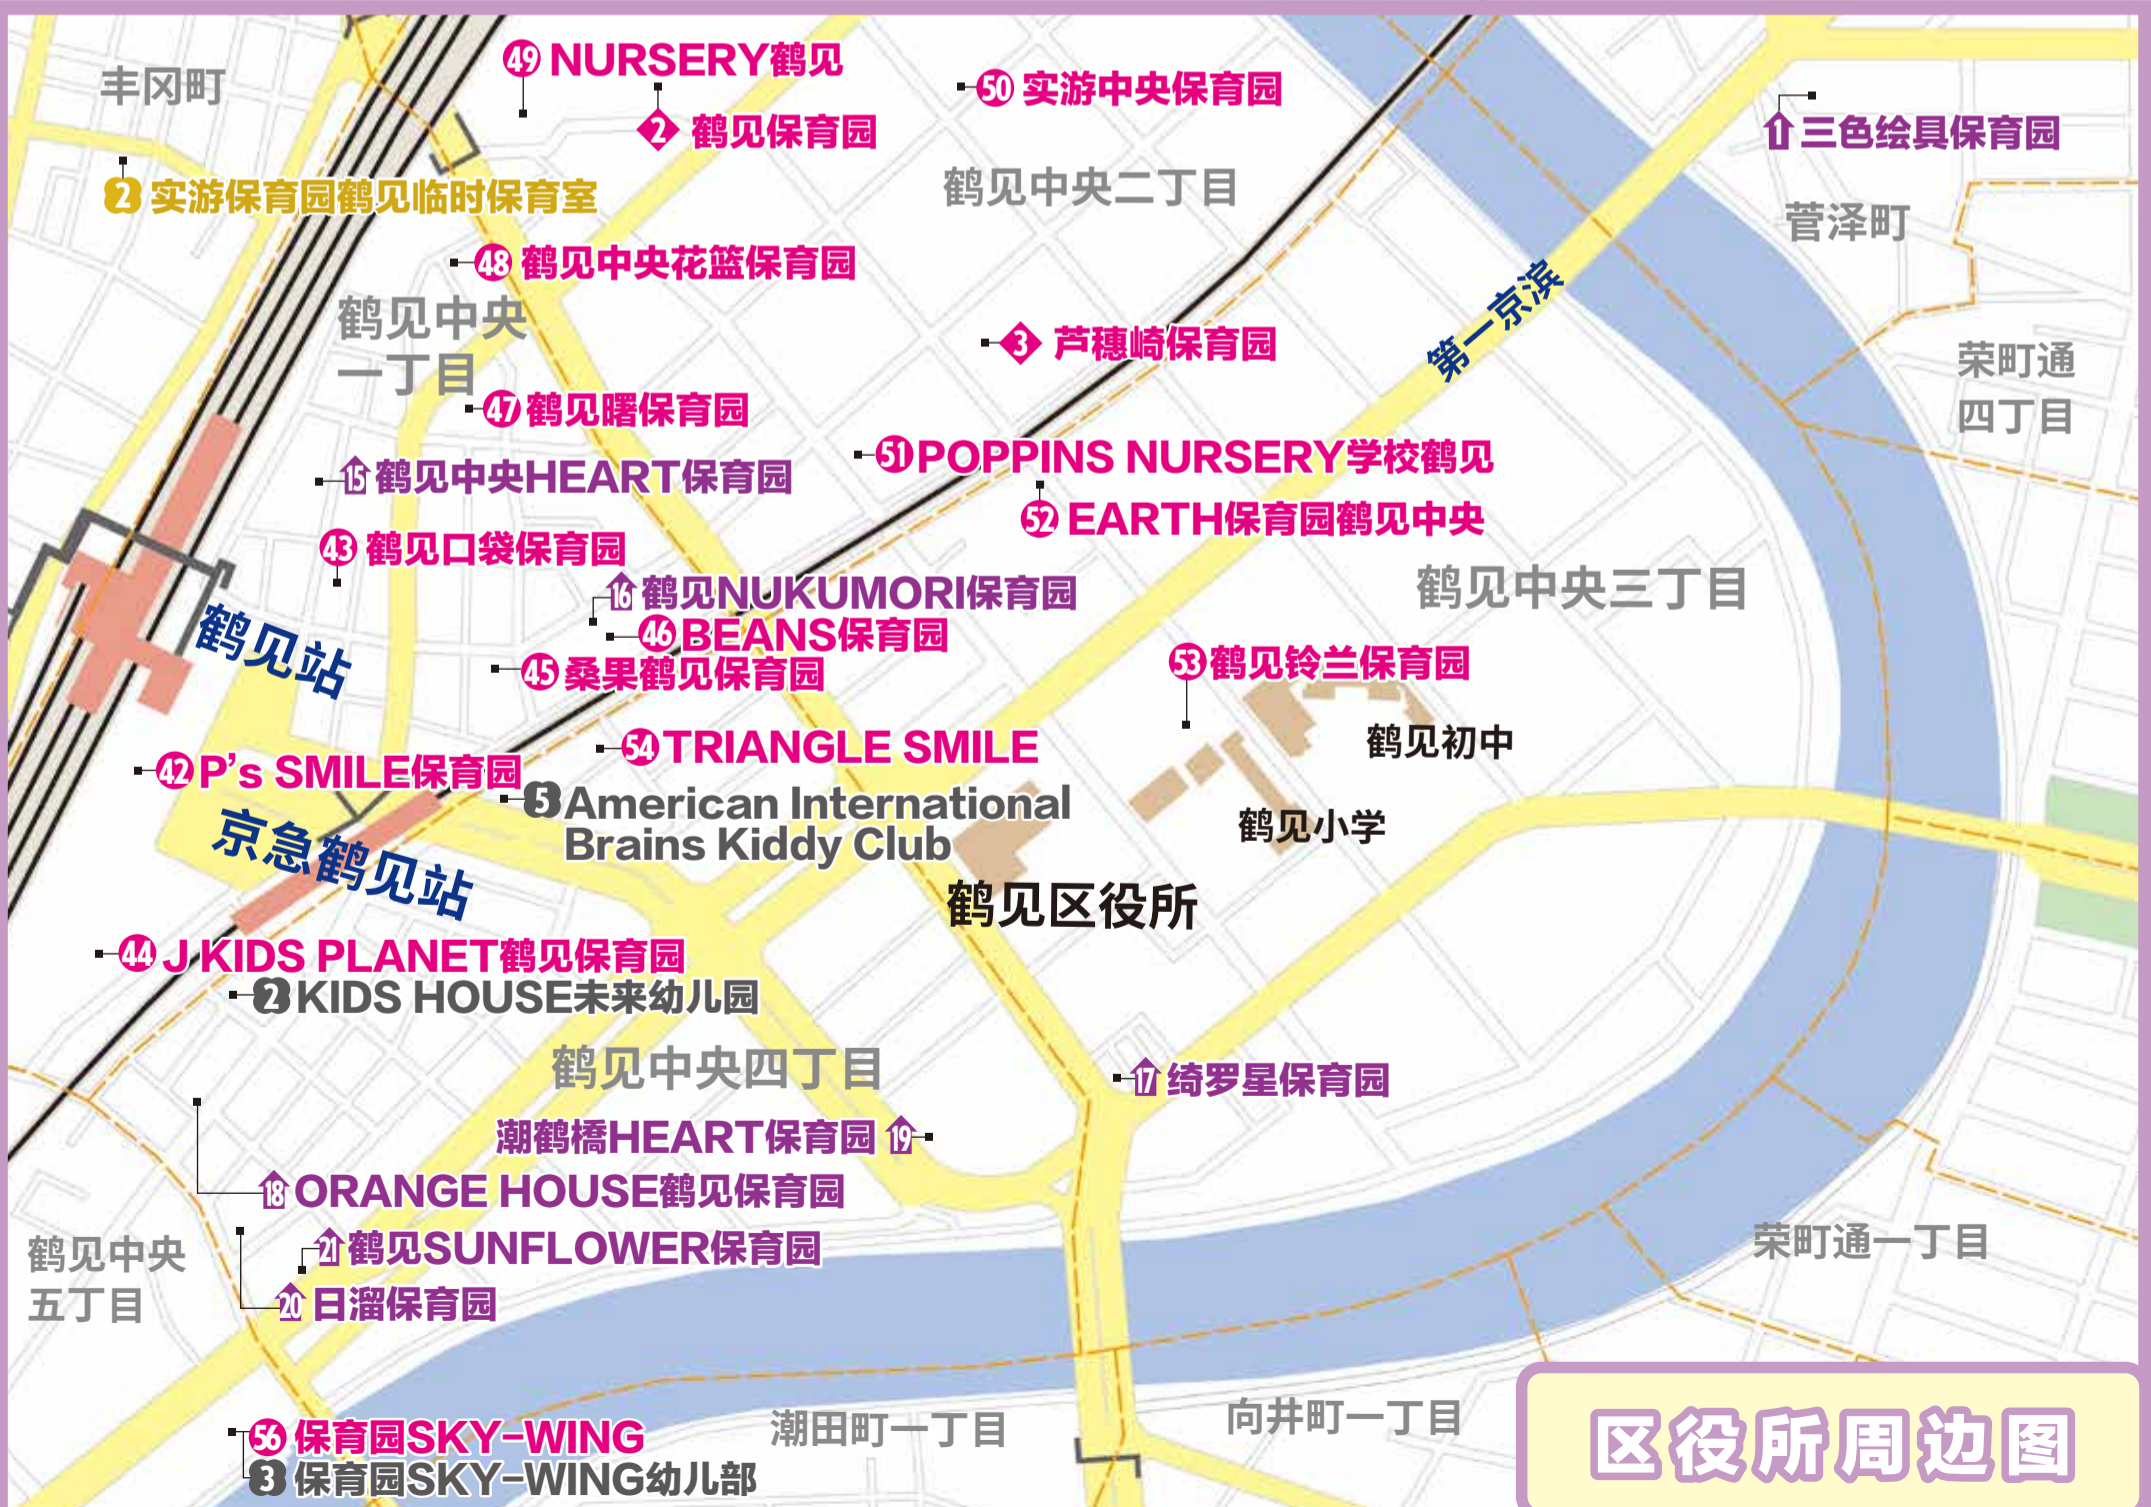 49 NURSERY鹤见
丰冈町
50 实游中央保育园
2 鹤见保育园
1 三色绘具保育园
鹤见中央二丁目
2 实游保育园鹤见临时保育室
菅泽町
48 鹤见中央花篮保育园
鹤见中央
一丁目
第一京滨
3 芦穗崎保育园
荣町通
四丁目
47 鹤见曙保育园
51 POPPINS NURSERY学校鹤见
15 鹤见中央HEART保育园
52 EARTH保育园鹤见中央
43 鹤见口袋保育园
16 鹤见NUKUMORI保育园
鹤见中央三丁目
46 BEANS保育园
鹤见站
45 桑果鹤见保育园
53 鹤见铃兰保育园
54 TRIANGLE SMILE
鹤见初中
42 P's SMILE保育园
5 American International
Brains Kiddy Club
鹤见小学
京急鹤见站
鹤见区役所
44 J KIDS PLANET鹤见保育园
2 KIDS HOUSE未来幼儿园
鹤见中央四丁目
17 绮罗星保育园
潮鹤橋HEART保育园 19
18 ORANGE HOUSE鹤见保育园
21 鹤见SUNFLOWER保育园
荣町通一丁目
鹤见中央
五丁目
20 日溜保育园
向井町一丁目
潮田町一丁目
56 保育园SKY-WING
3 保育园SKY-WING幼儿部
区役所周边图